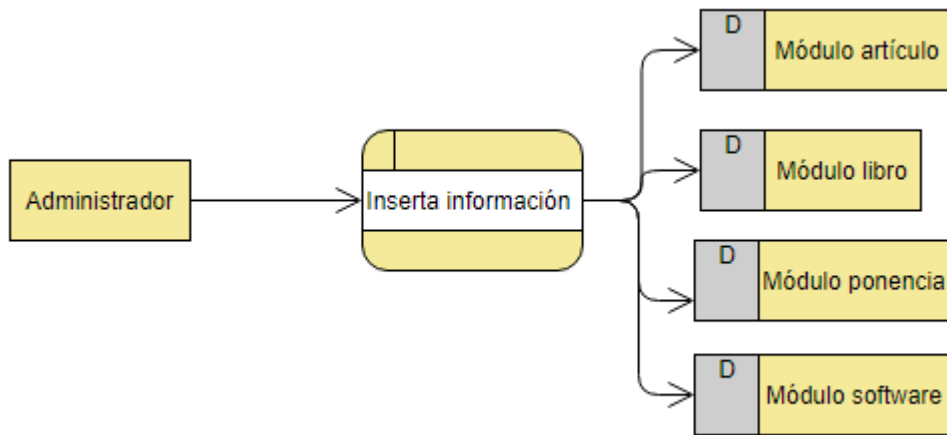 D
Módulo artículo
D
Módulo libro
Administrador
Inserta información
D
Módulo ponencia
D
Módulo software